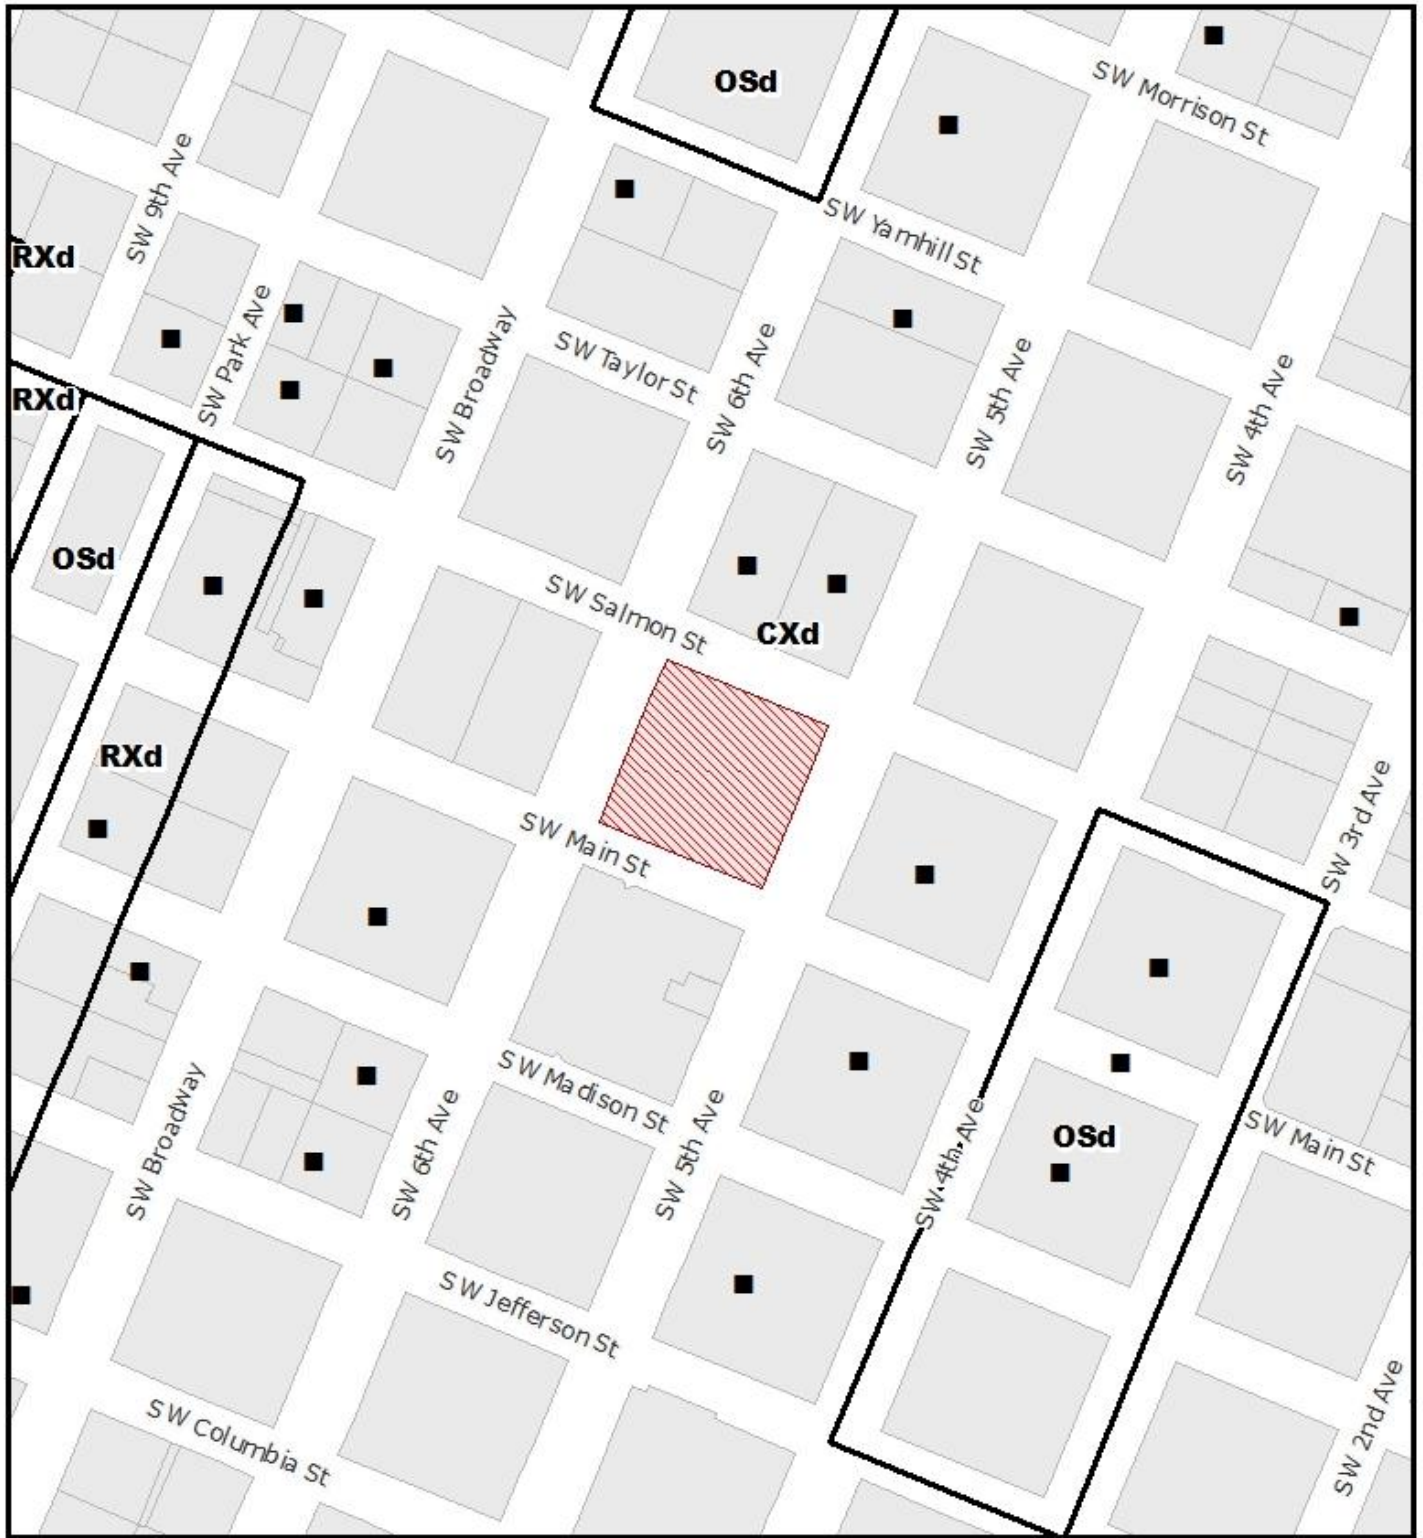 OSd
SW Morrison St
SW 9th Ave
SW Yamhill St
RXd
SW Park Ave
SW Broadway
SW Taylor St
SW 6th Ave
SW 5th Ave
SW 4th Ave
RXd
OSd
SW Salmon St
CXd
RXd
SW Main St
SW 3rd Ave
SW Madison St
SW Broadway
SW 6th Ave
SW 5th Ave
SW 4th Ave
OSd
SW Main St
SW Jefferson St
SW Columbia St
SW 2nd Ave